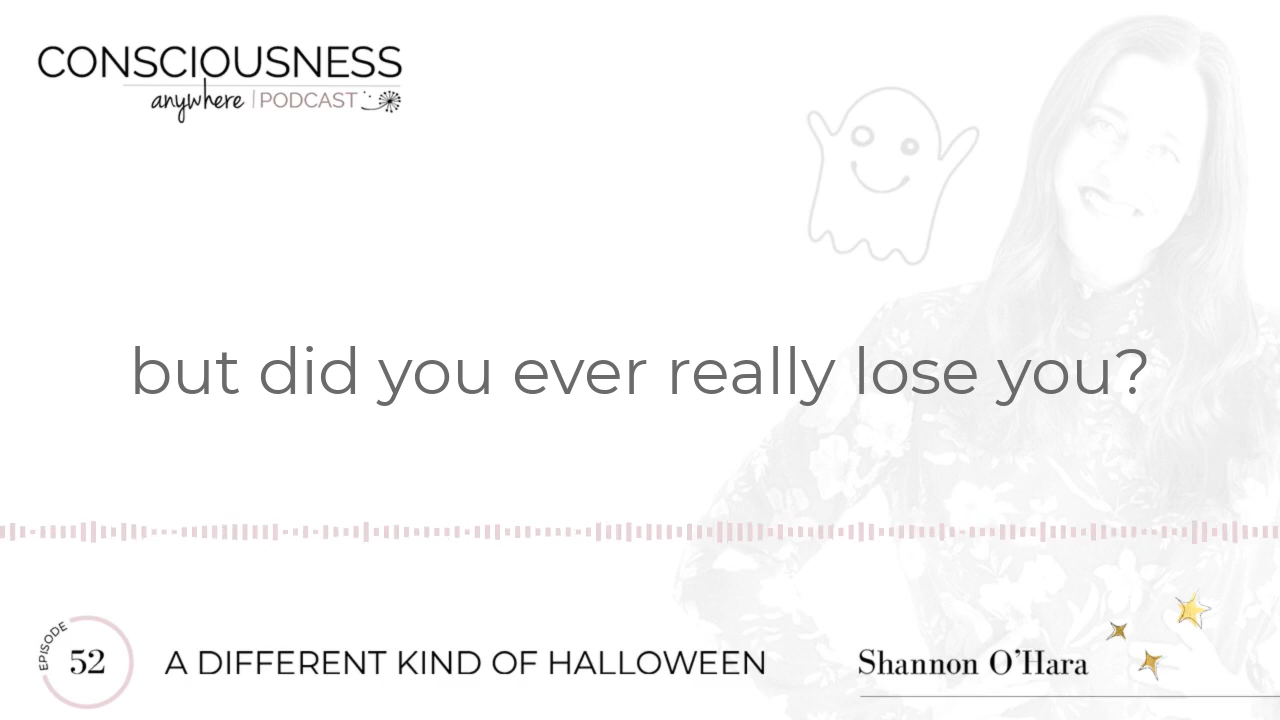 CONSCIOUSNESS
anywhere | PODCAST
but did you ever really lose you?
EPISODE
52
A DIFFERENT KIND OF HALLOWEEN
Shannon O'Hara